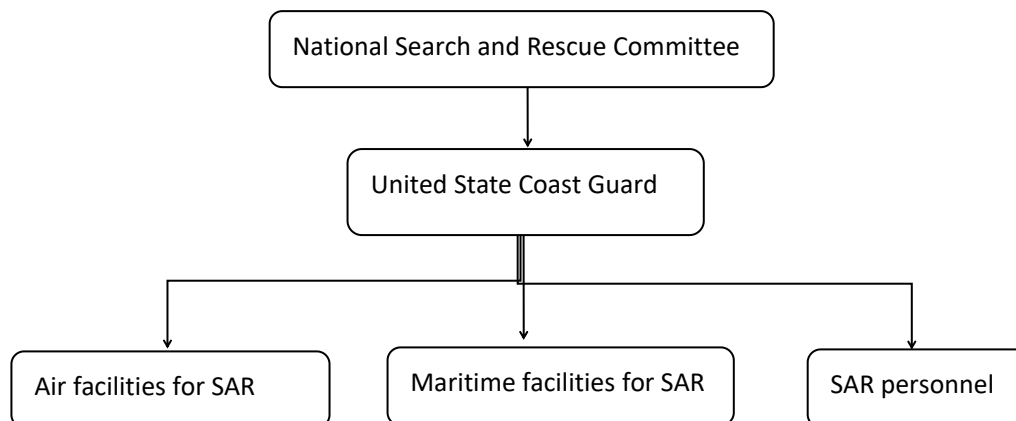 National Search and Rescue Committee
United State Coast Guard
Air facilities for SAR
Maritime facilities for SAR
SAR personnel